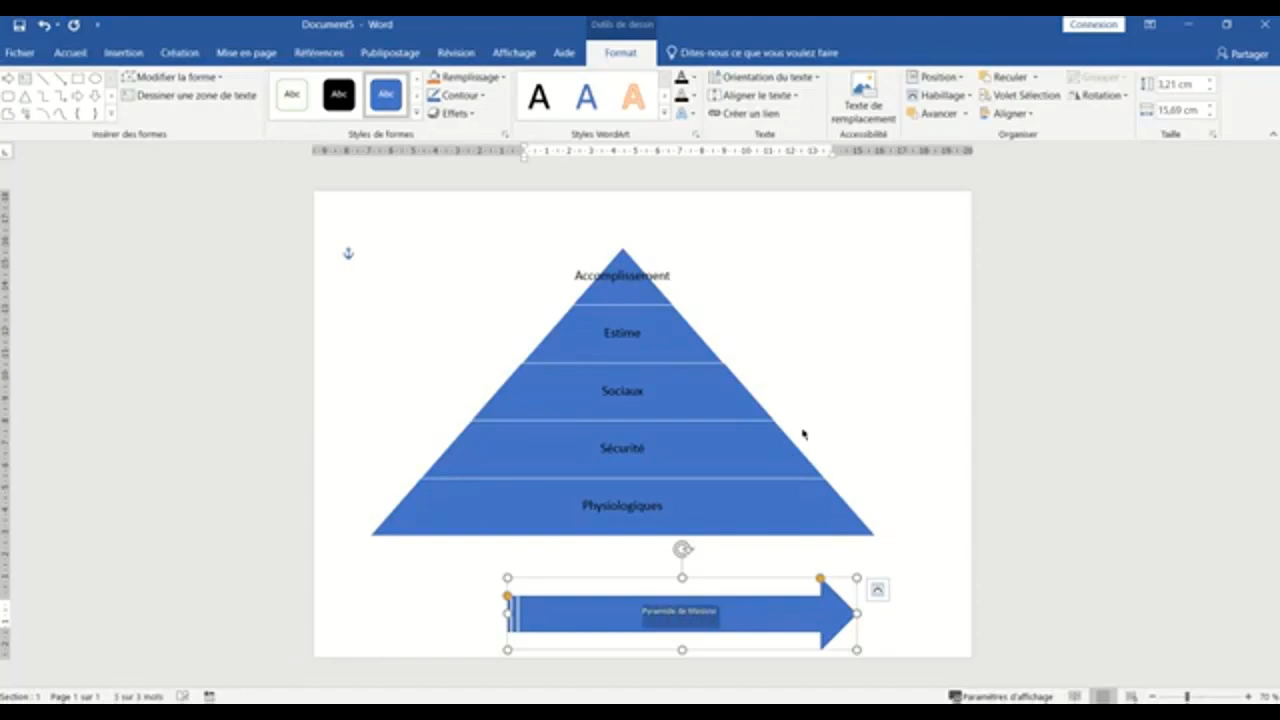 Document5 - Word
Outils de dessin
Connexion
Fichier Accueil Insertion Création Mise en page Références Publipostage Révision Affichage Aide Format Dites-nous ce que vous voulez faire Partager
Modifier la forme
Dessiner une zone de texte
Insérer des formes
Abc Abc Abc
Styles de formes
Remplissage
Contour
Effets
A A A
Styles WordArt
Orientation du texte
Aligner le texte
Créer un lien
Texte
Texte de
remplacement
Accessibilité
Position
Habillage
Avancer
Reculer
Volet Sélection
Aligner
Grouper
Rotation
Organiser
3,21 cm
15,69 cm
Taille
Accomplissement
Estime
Sociaux
Sécurité
Physiologiques
Pyramide de
Section : 1 Page 1 sur 1 3 sur 3 mots
Paramètres d'affichage
70 %